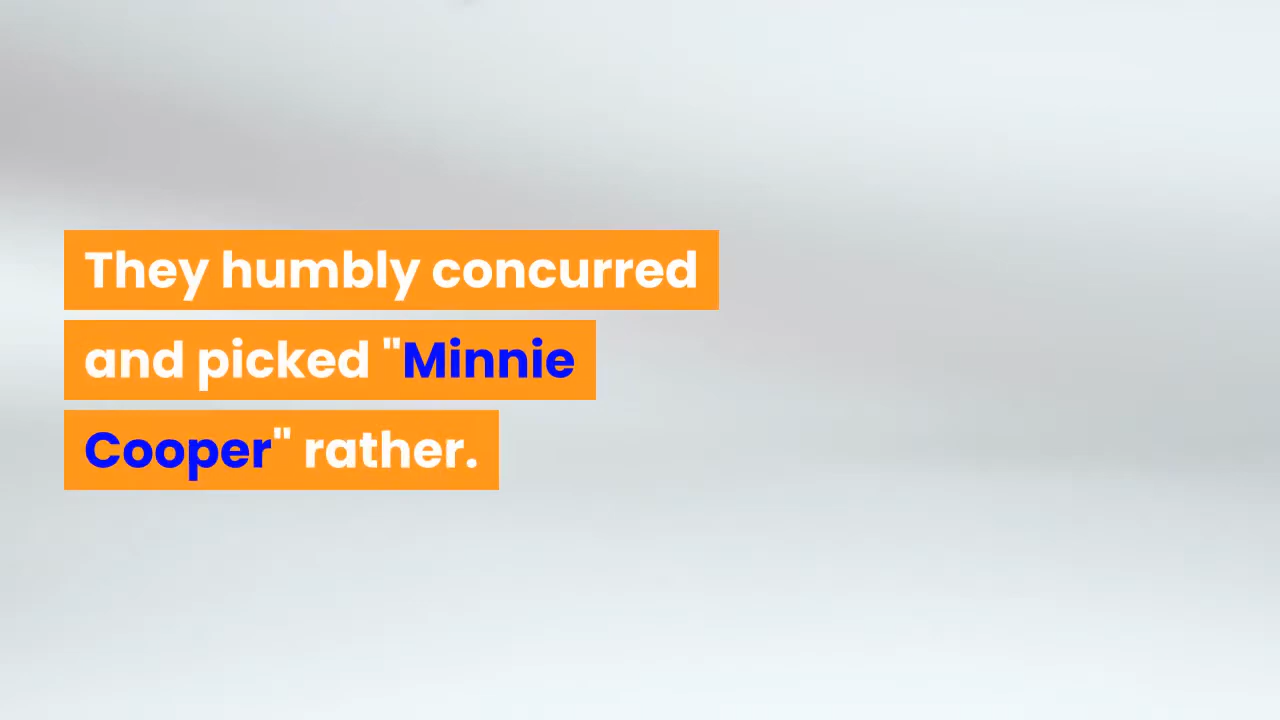 They humbly concurred
and picked "Minnie
Cooper" rather.